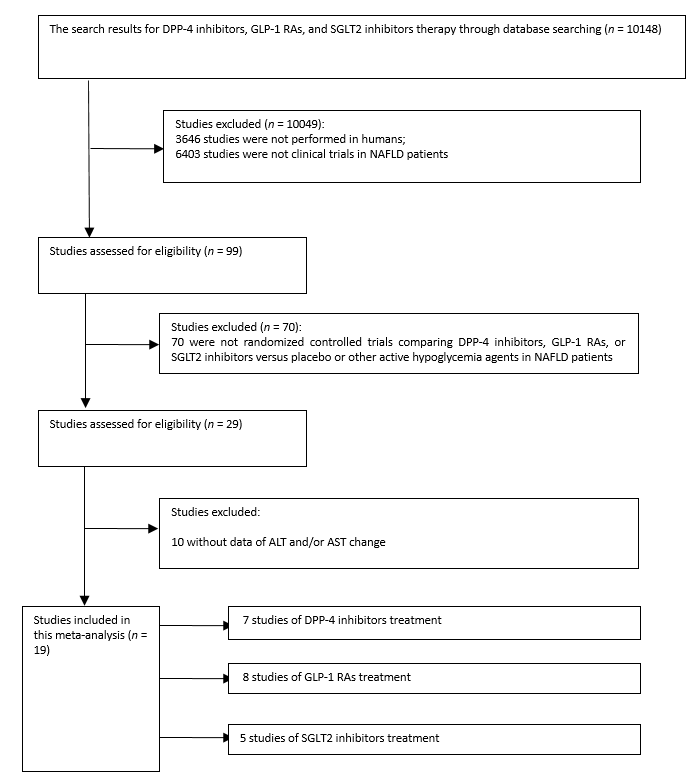 The search results for DPP-4 inhibitors, GLP-1 RAs, and SGLT2 inhibitors therapy through database searching (n = 10148)
Studies excluded (n = 10049):
3646 studies were not performed in humans;
6403 studies were not clinical trials in NAFLD patients
Studies assessed for eligibility (n = 99)
Studies excluded (n = 70):
70 were not randomized controlled trials comparing DPP-4 inhibitors, GLP-1 RAs, or
SGLT2 inhibitors versus placebo or other active hypoglycemia agents in NAFLD patients
Studies assessed for eligibility (n = 29)
Studies excluded:
10 without data of ALT and/or AST change
Studies included in
this meta-analysis (n =
19)
7 studies of DPP-4 inhibitors treatment
8 studies of GLP-1 RAs treatment
5 studies of SGLT2 inhibitors treatment